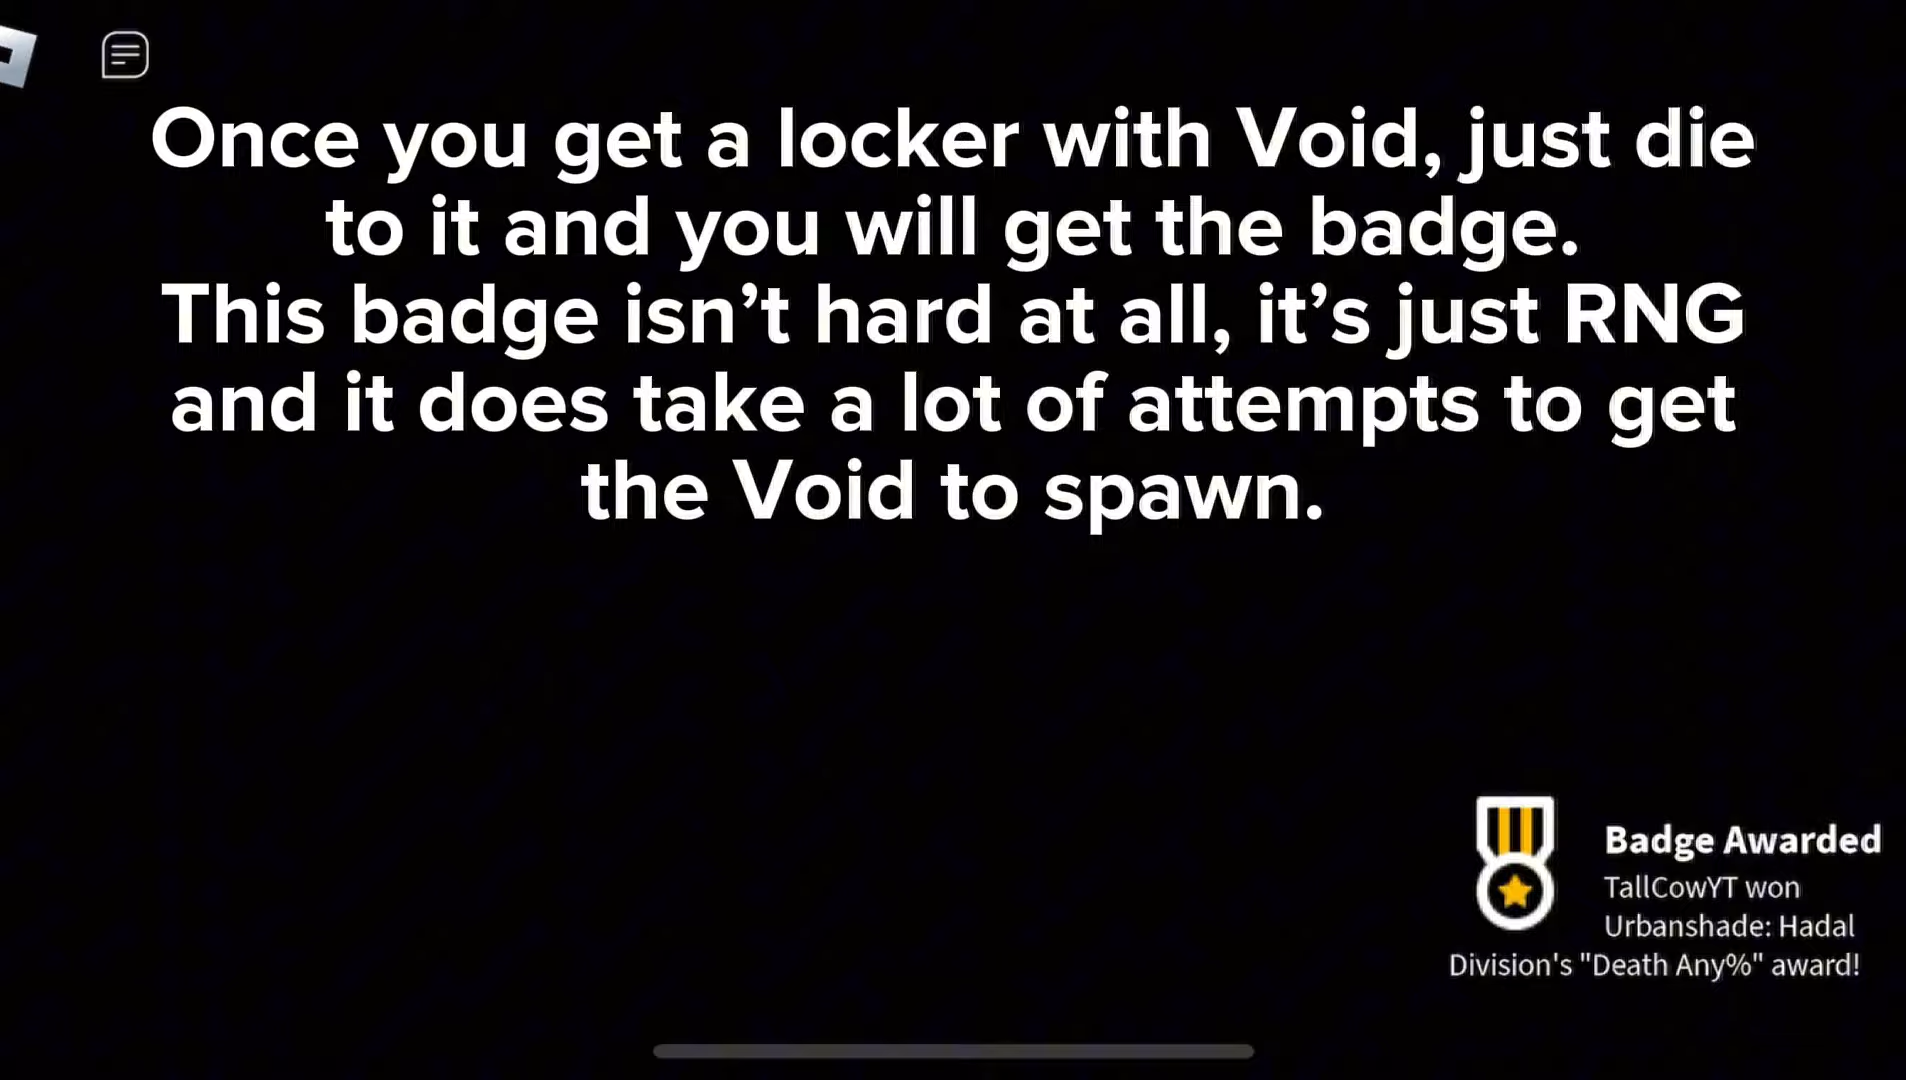 Once you get a locker with Void, just die
to it and you will get the badge.
This badge isn’t hard at all, it’s just RNG
and it does take a lot of attempts to get
the Void to spawn.
Badge Awarded
TallCowYT won
Urbanshade: Hadal
Division's "Death Any%" award!